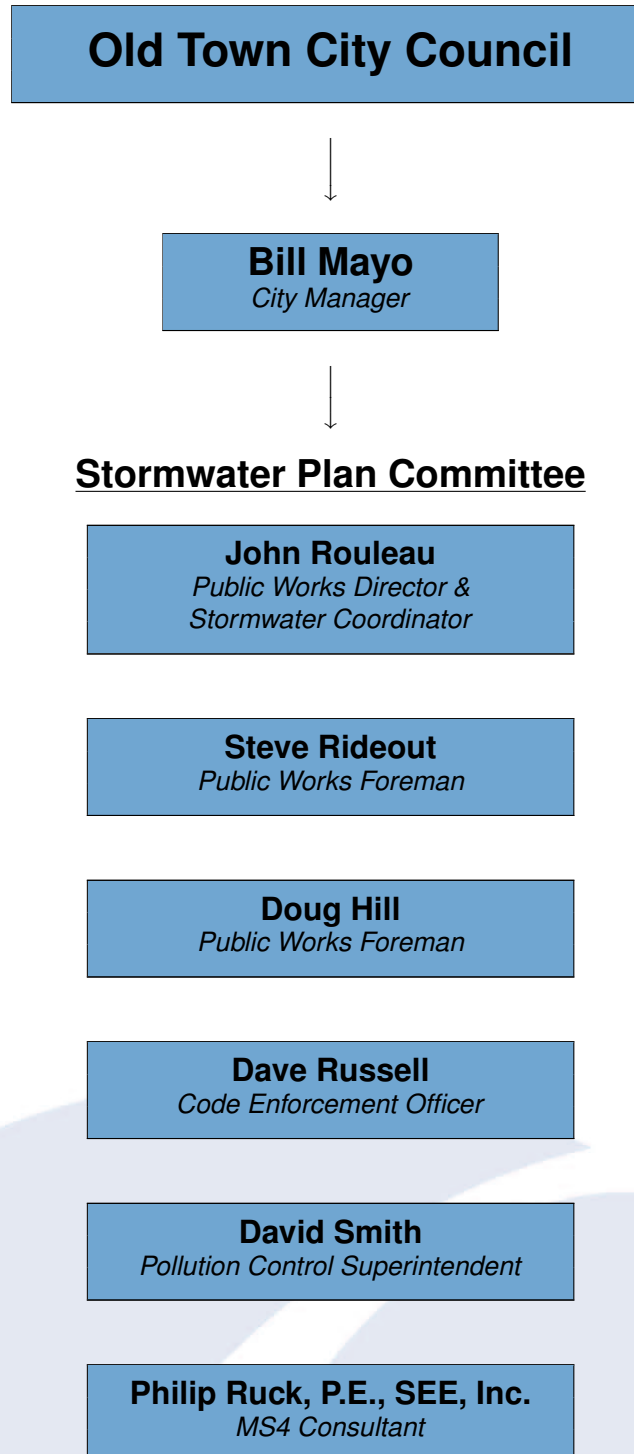 Old Town City Council
Bill Mayo
City Manager
Stormwater Plan Committee
John Rouleau
Public Works Director &
Stormwater Coordinator
Steve Rideout
Public Works Foreman
Doug Hill
Public Works Foreman
Dave Russell
Code Enforcement Officer
David Smith
Pollution Control Superintendent
Philip Ruck, P.E., SEE, Inc.
MS4 Consultant